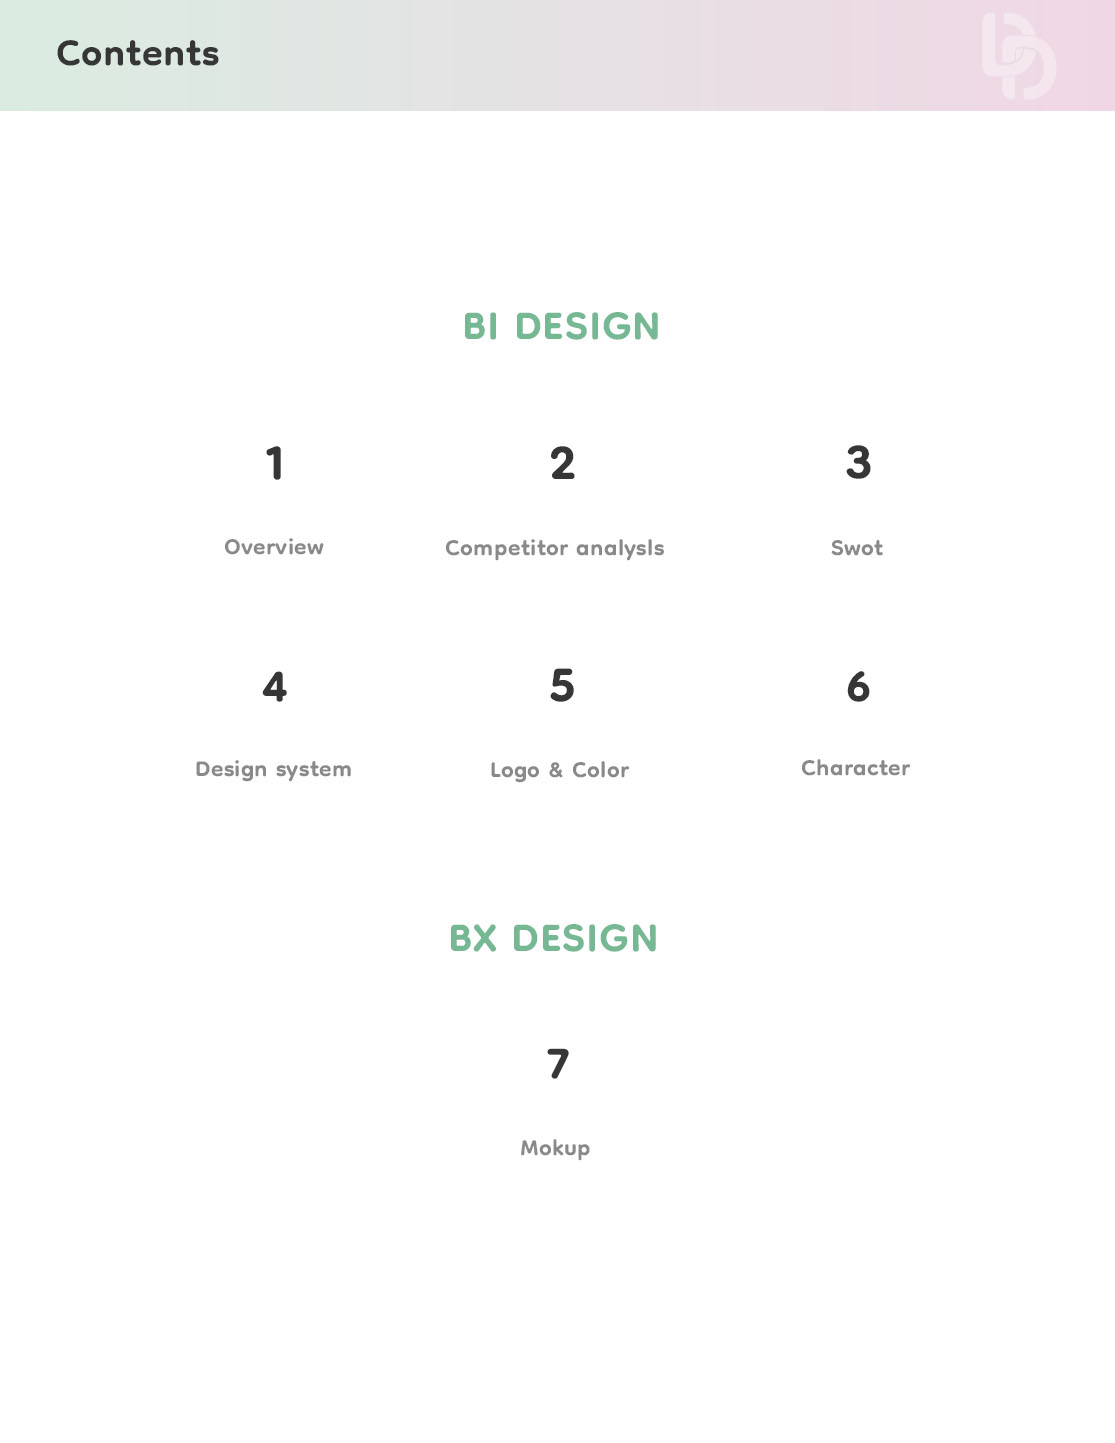 Contents
BI DESIGN
1 2 3
Overview Competitor analysls Swot
4 5 6
Design system Logo & Color Character
BX DESIGN
7
Mokup